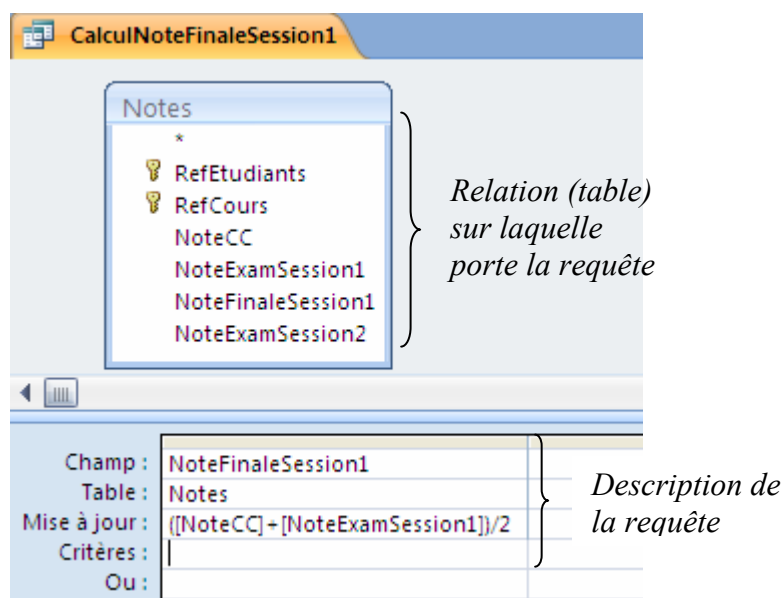 CalculNoteFinaleSession1
Notes
*
RefEtudiants
RefCours
NoteCC
NoteExamSession1
NoteFinaleSession1
NoteExamSession2
Relation (table)
sur laquelle
porte la requête
Champ : NoteFinaleSession1
Table : Notes
Mise à jour : ([NoteCC]+[NoteExamSession1])/2
Critères :
Ou :
Description de
la requête